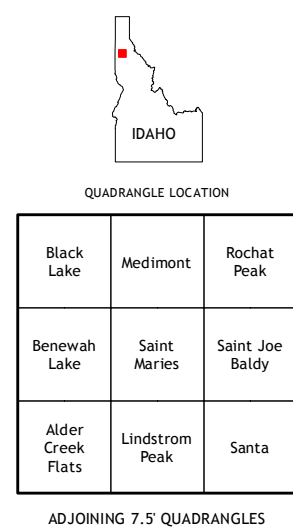 IDAHO
QUADRANGLE LOCATION
Black
Lake
Medimont
Rochat
Peak
Benewah
Lake
Saint
Maries
Saint Joe
Baldy
Alder
Creek
Flats
Lindstrom
Peak
Santa
ADJOINING 7.5' QUADRANGLES